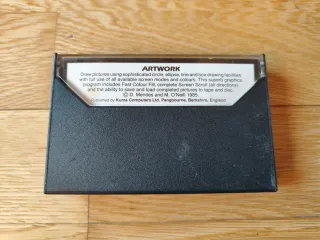 ARTWORK
Draw pictures using sophisticated circle, ellipse, line and box drawing facilities
with full use of all available screen modes and colours. This superb graphics
program includes Fast Colour Fill, complete Screen Scroll (all directions)
and the ability to save and load completed pictures to tape and disc.
© D. Mendes and M. O'Neill 1985.
Published by Kuma Computers Ltd. Pangbourne, Berkshire, England